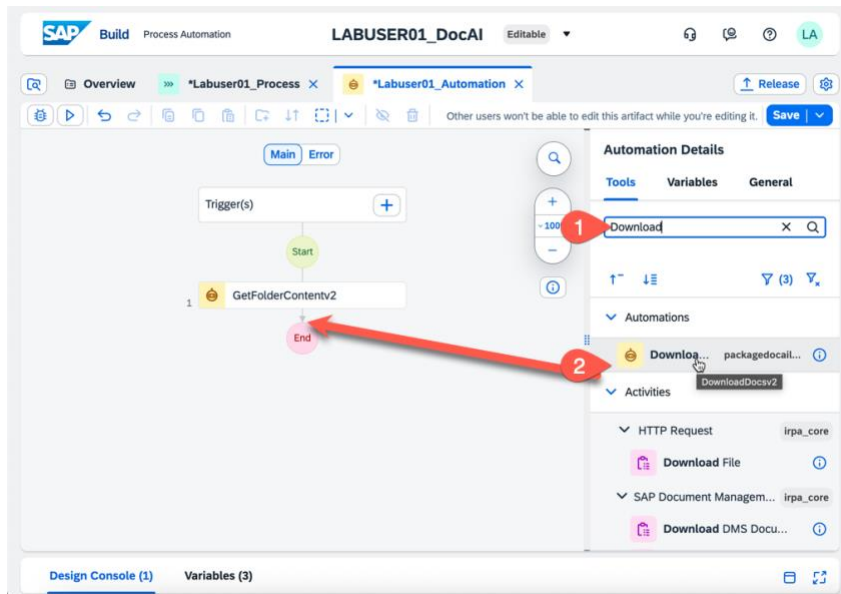 SAP Build Process Automation LABUSER01_DocAI Editable LA
Overview *Labuser01_Process *Labuser01_Automation Release
Other users won't be able to edit this artifact while you're editing it. Save
Main Error
Trigger(s)
Start
1 GetFolderContentv2
End
100
Automation Details
Tools Variables General
1 Download
(3)
Automations
2 Downloa... packagedocail...
DownloadDocsv2
Activities
HTTP Request irpa_core
Download File
SAP Document Managem... irpa_core
Download DMS Docu...
Design Console (1) Variables (3)